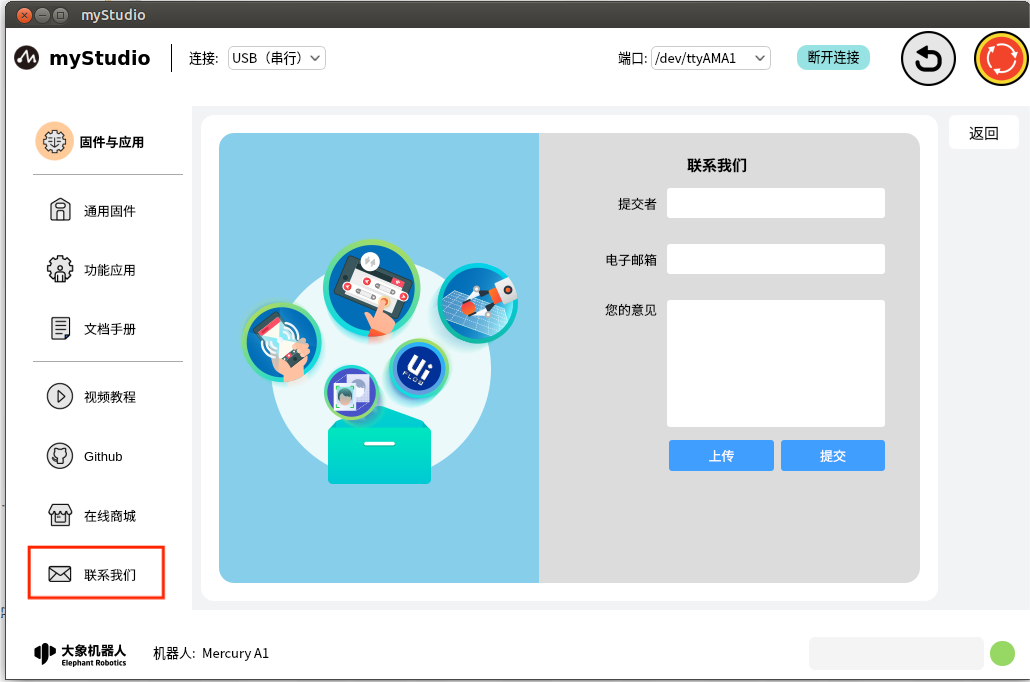 myStudio
myStudio
连接:
USB（串行）
端口:
/dev/ttyAMA1
断开连接
固件与应用
通用固件
功能应用
文档手册
视频教程
Github
在线商城
联系我们
返回
联系我们
提交者
电子邮箱
您的意见
上传
提交
Ui
FLOW
大象机器人
Elephant Robotics
机器人: Mercury A1